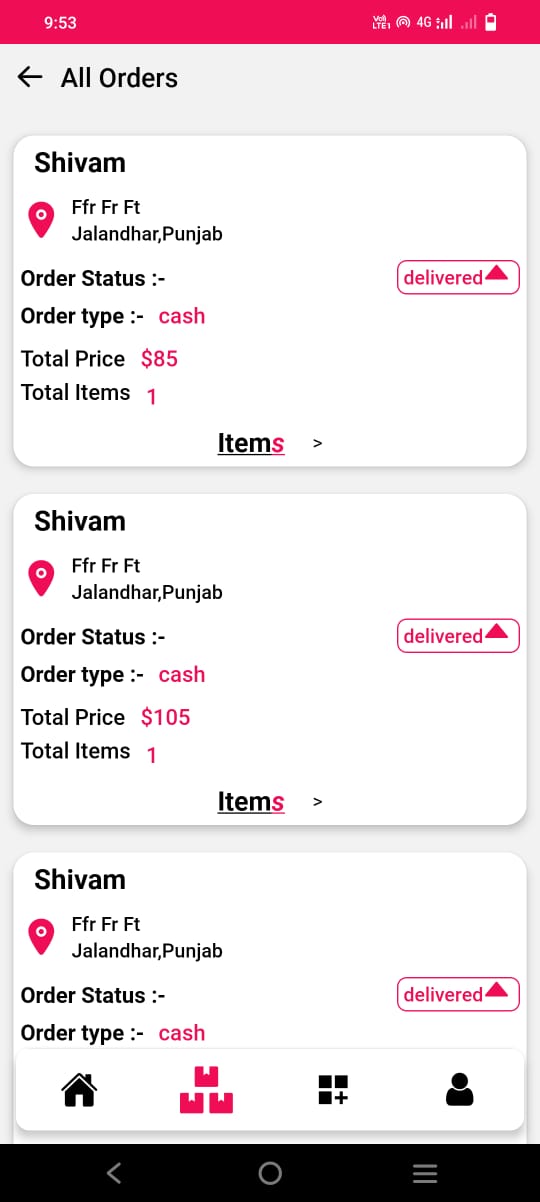 9:53
Vo) LTE1 4G
All Orders
Shivam
Ffr Fr Ft
Jalandhar,Punjab
Order Status :- delivered
Order type :- cash
Total Price $85
Total Items 1
Items >
Shivam
Ffr Fr Ft
Jalandhar,Punjab
Order Status :- delivered
Order type :- cash
Total Price $105
Total Items 1
Items >
Shivam
Ffr Fr Ft
Jalandhar,Punjab
Order Status :- delivered
Order type :- cash